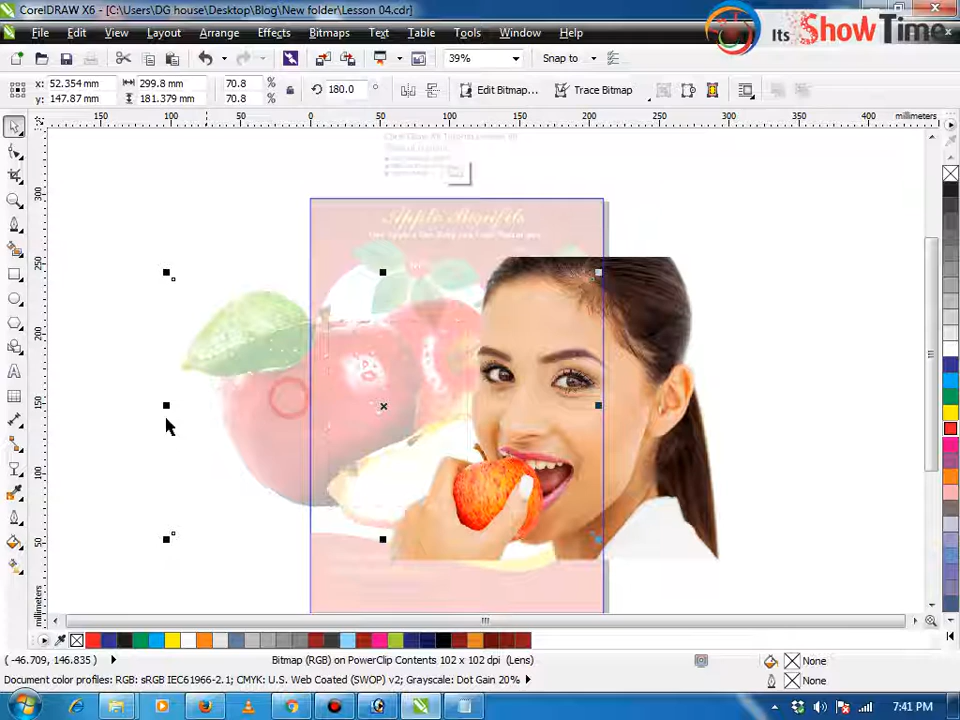 CorelDRAW X6 - [C:\Users\DG house\Desktop\Blog\New folder\Lesson 04.cdr]
Its ShowTime
File Edit View Layout Arrange Effects Bitmaps Text Table Tools Window Help
39% Snap to
x: 52.354 mm 299.8 mm 70.8 % 180.0 ° Edit Bitmap... Trace Bitmap
y: 147.87 mm 181.379 mm 70.8 %
150 100 50 0 50 100 150 200 250 300 350 400 millimeters
300
250
200
150
100
50
millimeters
Apple Benefits
(-46.709, 146.835) Bitmap (RGB) on PowerClip Contents 102 x 102 dpi (Lens) None
Document color profiles: RGB: sRGB IEC61966-2.1; CMYK: U.S. Web Coated (SWOP) v2; Grayscale: Dot Gain 20% None
7:41 PM